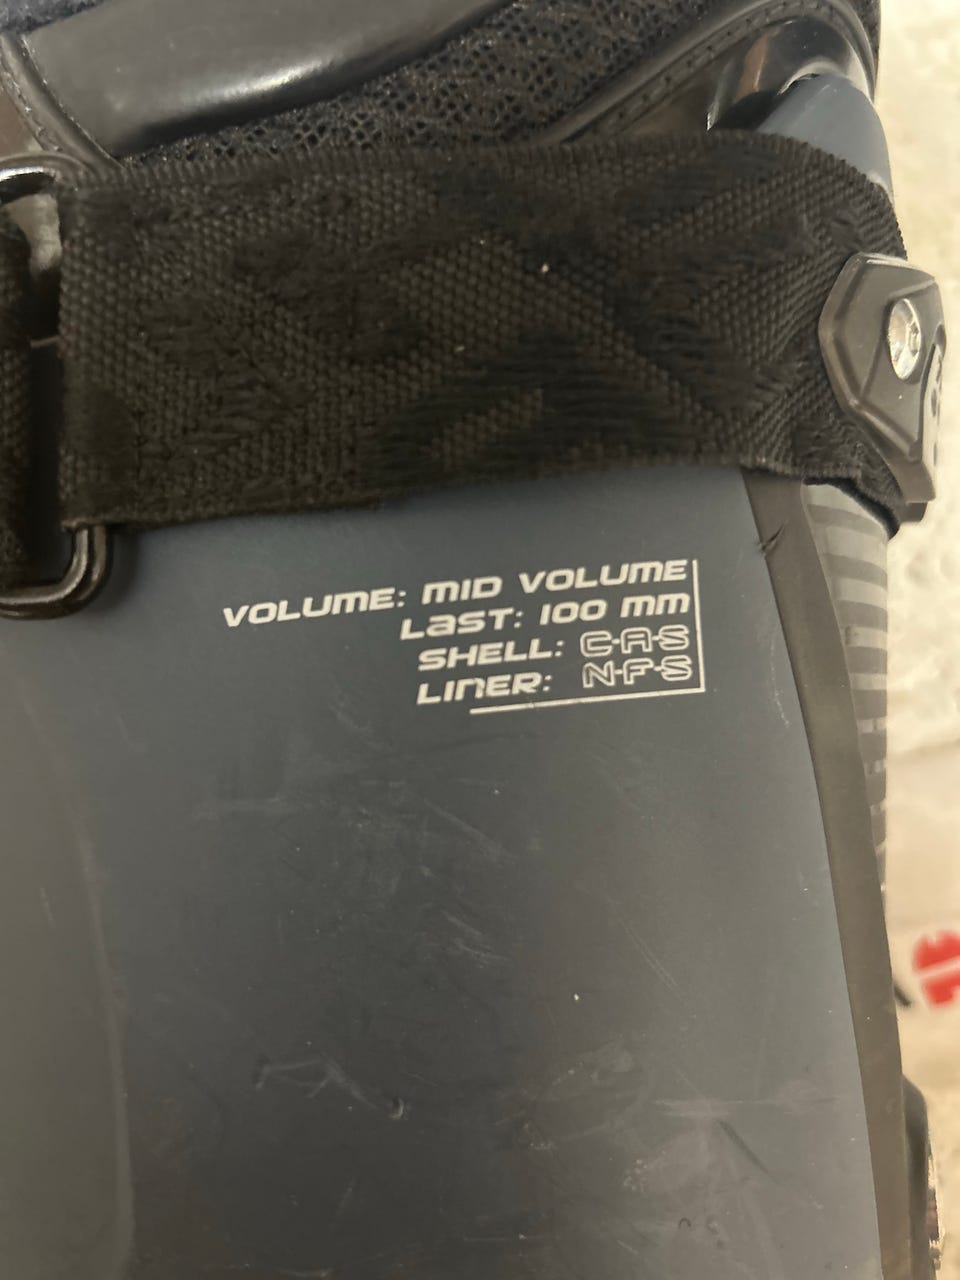 VOLUME: MID VOLUME
LAST: 100 MM
SHELL: C-A-S
LINER: N-F-S